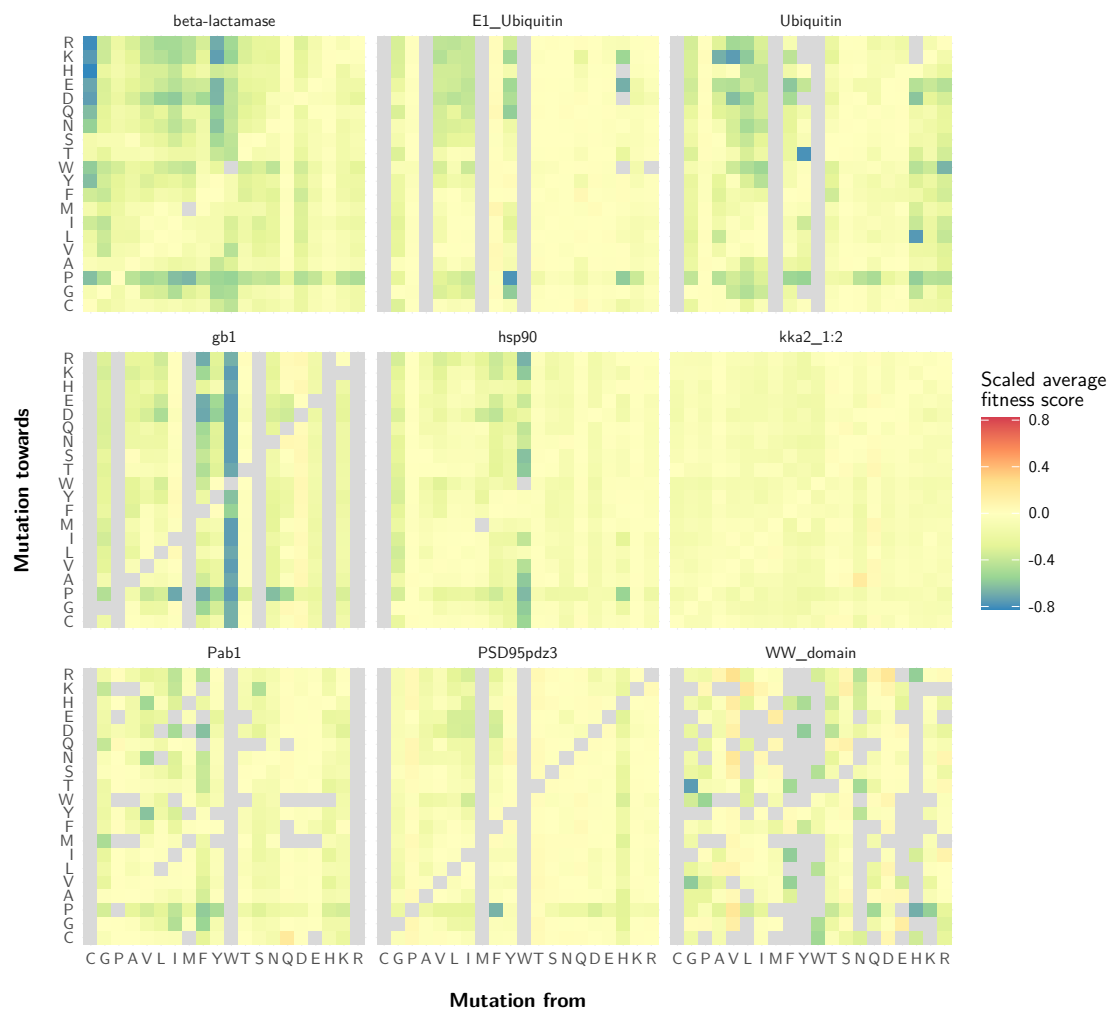 beta-lactamase E1_Ubiquitin Ubiquitin
R
K
H
E
D
Q
N
S
T
W
Y
F
M
I
L
V
A
P
G
C
gb1 hsp90 kka2_1:2
R
K
H
E
D
Q
N
S
T
W
Y
F
M
I
L
V
A
P
G
C
Pab1 PSD95pdz3 WW_domain
R
K
H
E
D
Q
N
S
T
W
Y
F
M
I
L
V
A
P
G
C
C G P A V L I M F Y W T S N Q D E H K R C G P A V L I M F Y W T S N Q D E H K R C G P A V L I M F Y W T S N Q D E H K R
Mutation from
Mutation towards
Scaled average
fitness score
0.8
0.4
0.0
-0.4
-0.8